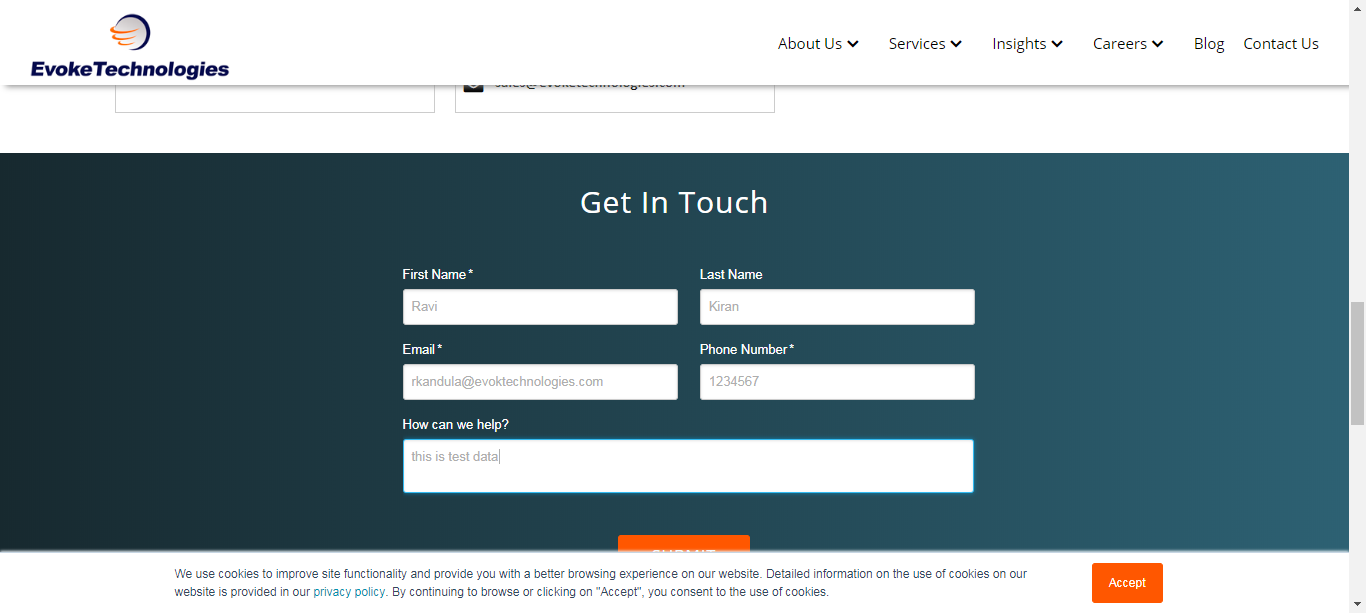 EvokeTechnologies
About Us Services Insights Careers Blog Contact Us
sales@evoketechnologies.com
Get In Touch
First Name* Last Name
Ravi Kiran
Email* Phone Number*
rkandula@evoktechnologies.com 1234567
How can we help?
this is test data
SUBMIT
We use cookies to improve site functionality and provide you with a better browsing experience on our website. Detailed information on the use of cookies on our
website is provided in our privacy policy. By continuing to browse or clicking on "Accept", you consent to the use of cookies.
Accept